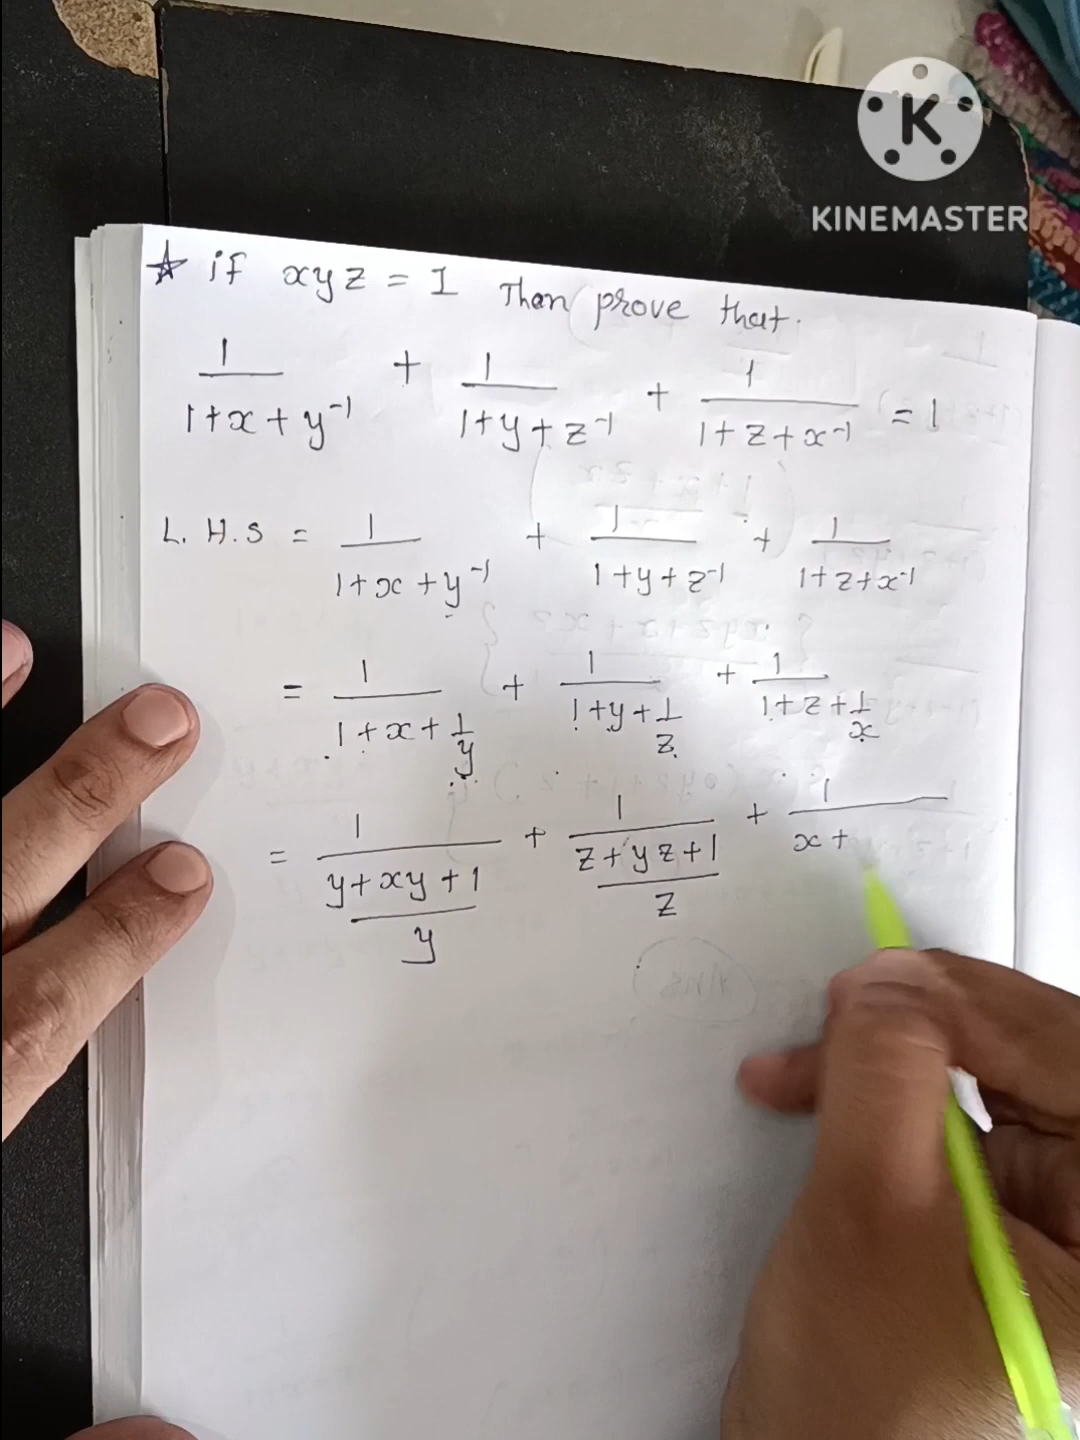 KINEMASTER
☆ if xyz = 1 Then prove that.
1/(1+x+y⁻¹) + 1/(1+y+z⁻¹) + 1/(1+z+x⁻¹) = 1
L.H.S = 1/(1+x+y⁻¹) + 1/(1+y+z⁻¹) + 1/(1+z+x⁻¹)
= 1/(1+x+1/y) + 1/(1+y+1/z) + 1/(1+z+1/x)
= 1/((y+xy+1)/y) + 1/((z+yz+1)/z) + 1/(x+